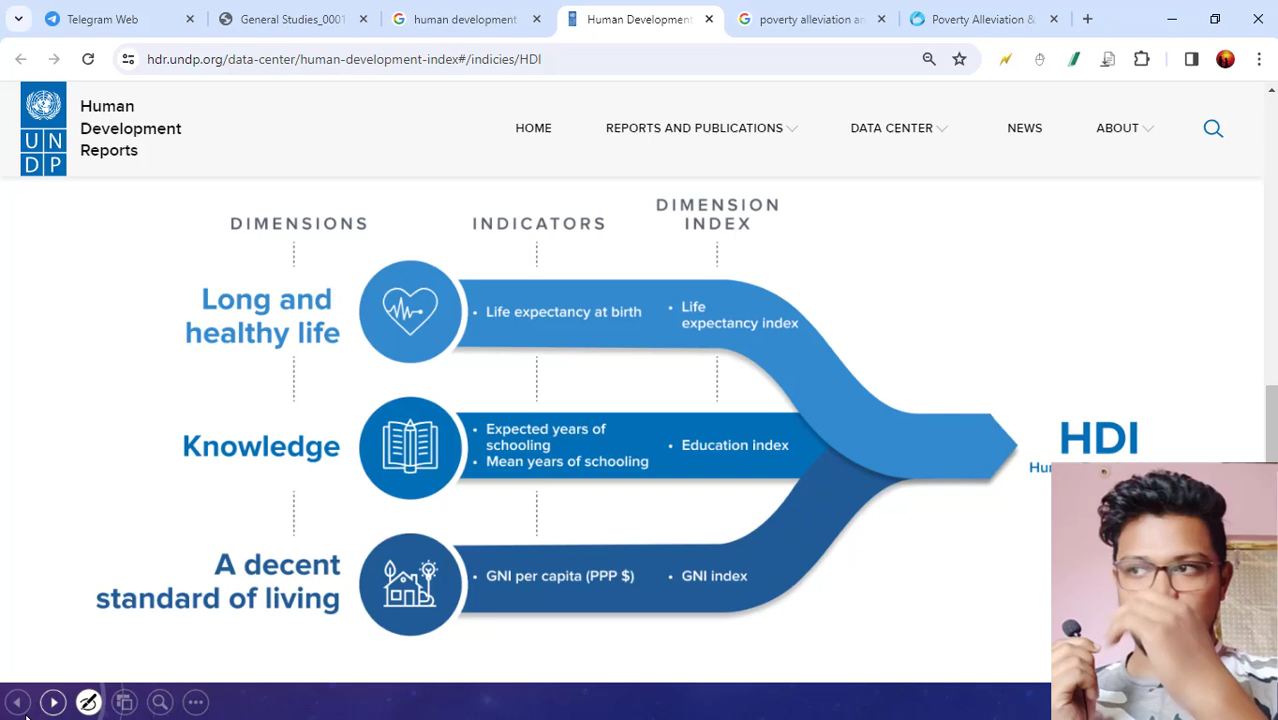 Telegram Web
General Studies_0001
human development
Human Development
poverty alleviation an
Poverty Alleviation &
hdr.undp.org/data-center/human-development-index#/indicies/HDI
U N
D P
Human
Development
Reports
HOME
REPORTS AND PUBLICATIONS
DATA CENTER
NEWS
ABOUT
DIMENSIONS
INDICATORS
DIMENSION
INDEX
Long and
healthy life
• Life expectancy at birth
• Life
expectancy index
Knowledge
• Expected years of
schooling
• Mean years of schooling
• Education index
HDI
A decent
standard of living
• GNI per capita (PPP $)
• GNI index